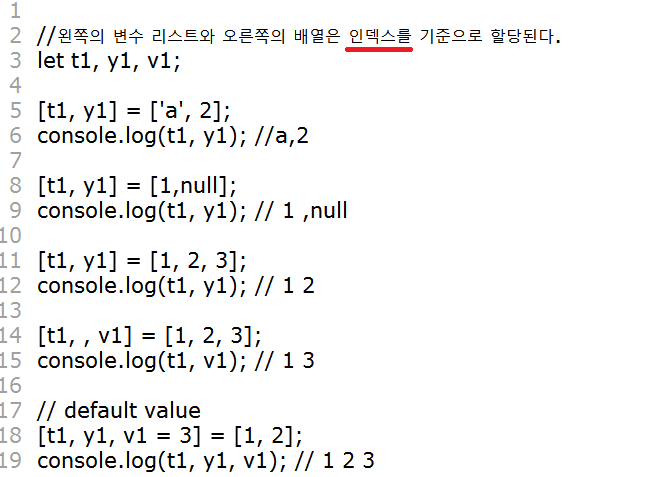 1
2 //왼쪽의 변수 리스트와 오른쪽의 배열은 인덱스를 기준으로 할당된다.
3 let t1, y1, v1;
4
5 [t1, y1] = ['a', 2];
6 console.log(t1, y1); //a,2
7
8 [t1, y1] = [1,null];
9 console.log(t1, y1); // 1 ,null
10
11 [t1, y1] = [1, 2, 3];
12 console.log(t1, y1); // 1 2
13
14 [t1, , v1] = [1, 2, 3];
15 console.log(t1, v1); // 1 3
16
17 // default value
18 [t1, y1, v1 = 3] = [1, 2];
19 console.log(t1, y1, v1); // 1 2 3